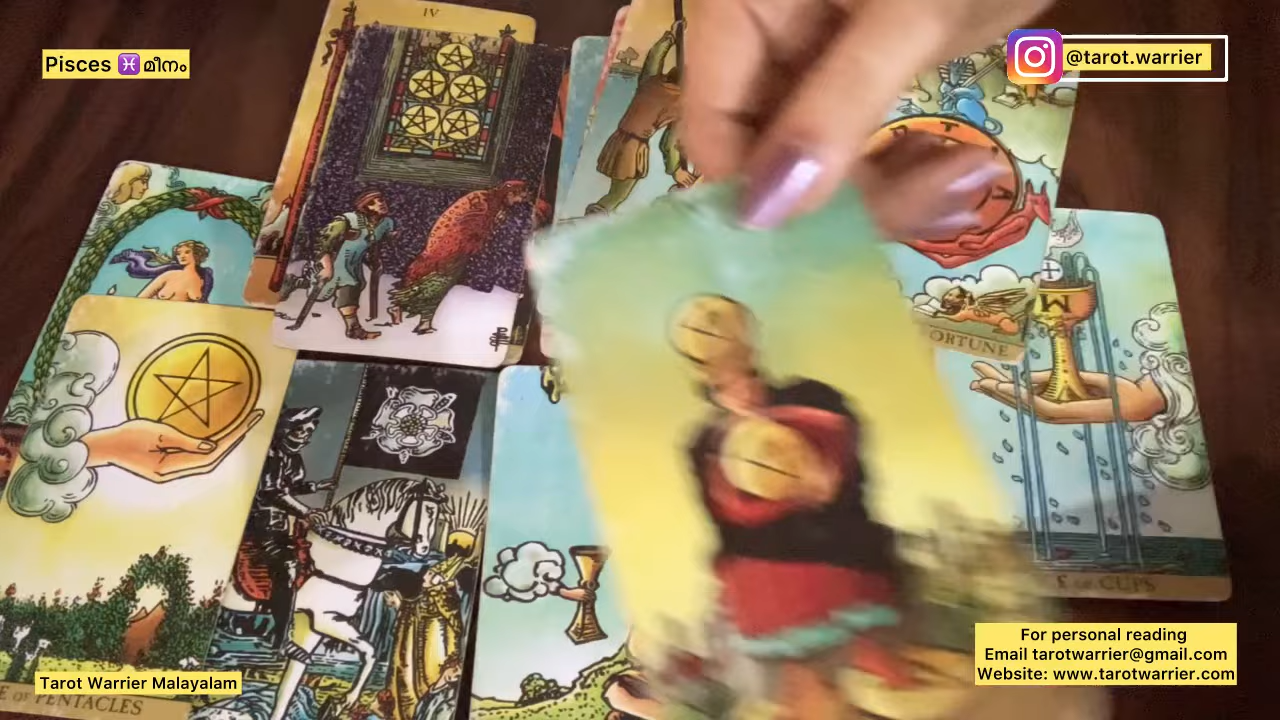 IV
Pisces ♓ മീനം
@tarot.warrier
ORTUNE
E OF CUPS
For personal reading
Email tarotwarrier@gmail.com
Website: www.tarotwarrier.com
Tarot Warrier Malayalam
E OF PENTACLES